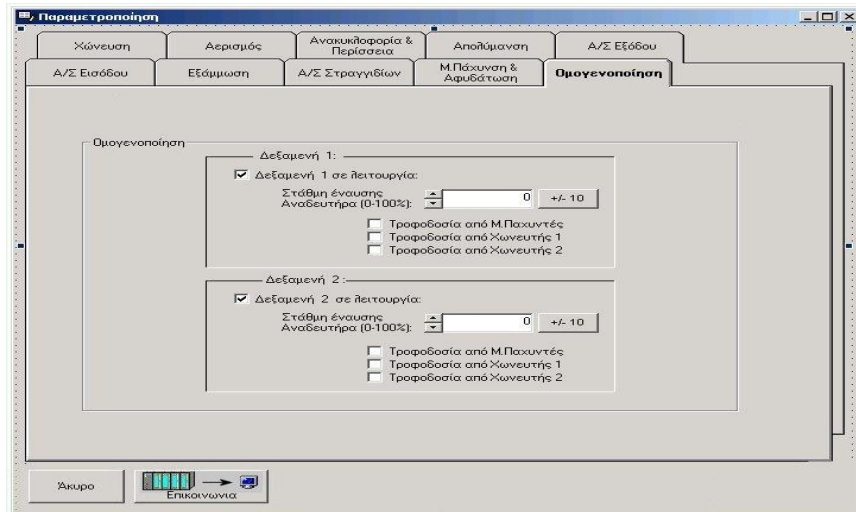 Παραμετροποίηση
Χώνευση
Αερισμός
Ανακυκλοφορία &
Περίσσεια
Απολύμανση
Α/Σ Εξόδου
Α/Σ Εισόδου
Εξάμμωση
Α/Σ Στραγγιδίων
Μ.Πάχυνση &
Αφυδάτωση
Ομογενοποίηση
Ομογενοποίηση
Δεξαμενή 1:
Δεξαμενή 1 σε λειτουργία:
Στάθμη έναυσης
Αναδευτήρα (0-100%):
0
+/- 10
Τροφοδοσία από Μ.Παχυντές
Τροφοδοσία από Χωνευτής 1
Τροφοδοσία από Χωνευτής 2
Δεξαμενή 2:
Δεξαμενή 2 σε λειτουργία:
Στάθμη έναυσης
Αναδευτήρα (0-100%):
0
+/- 10
Τροφοδοσία από Μ.Παχυντές
Τροφοδοσία από Χωνευτής 1
Τροφοδοσία από Χωνευτής 2
Άκυρο
Επικοινωνια